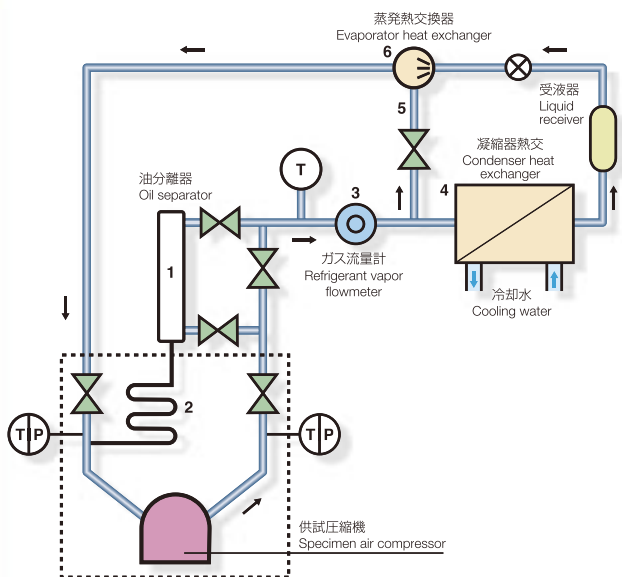 蒸発熱交換器
Evaporator heat exchanger
6
受液器
Liquid
receiver
5
凝縮器熱交
Condenser heat
exchanger
油分離器
Oil separator
T
3
4
ガス流量計
Refrigerant vapor
flowmeter
1
冷却水
Cooling water
2
T P
T P
供試圧縮機
Specimen air compressor